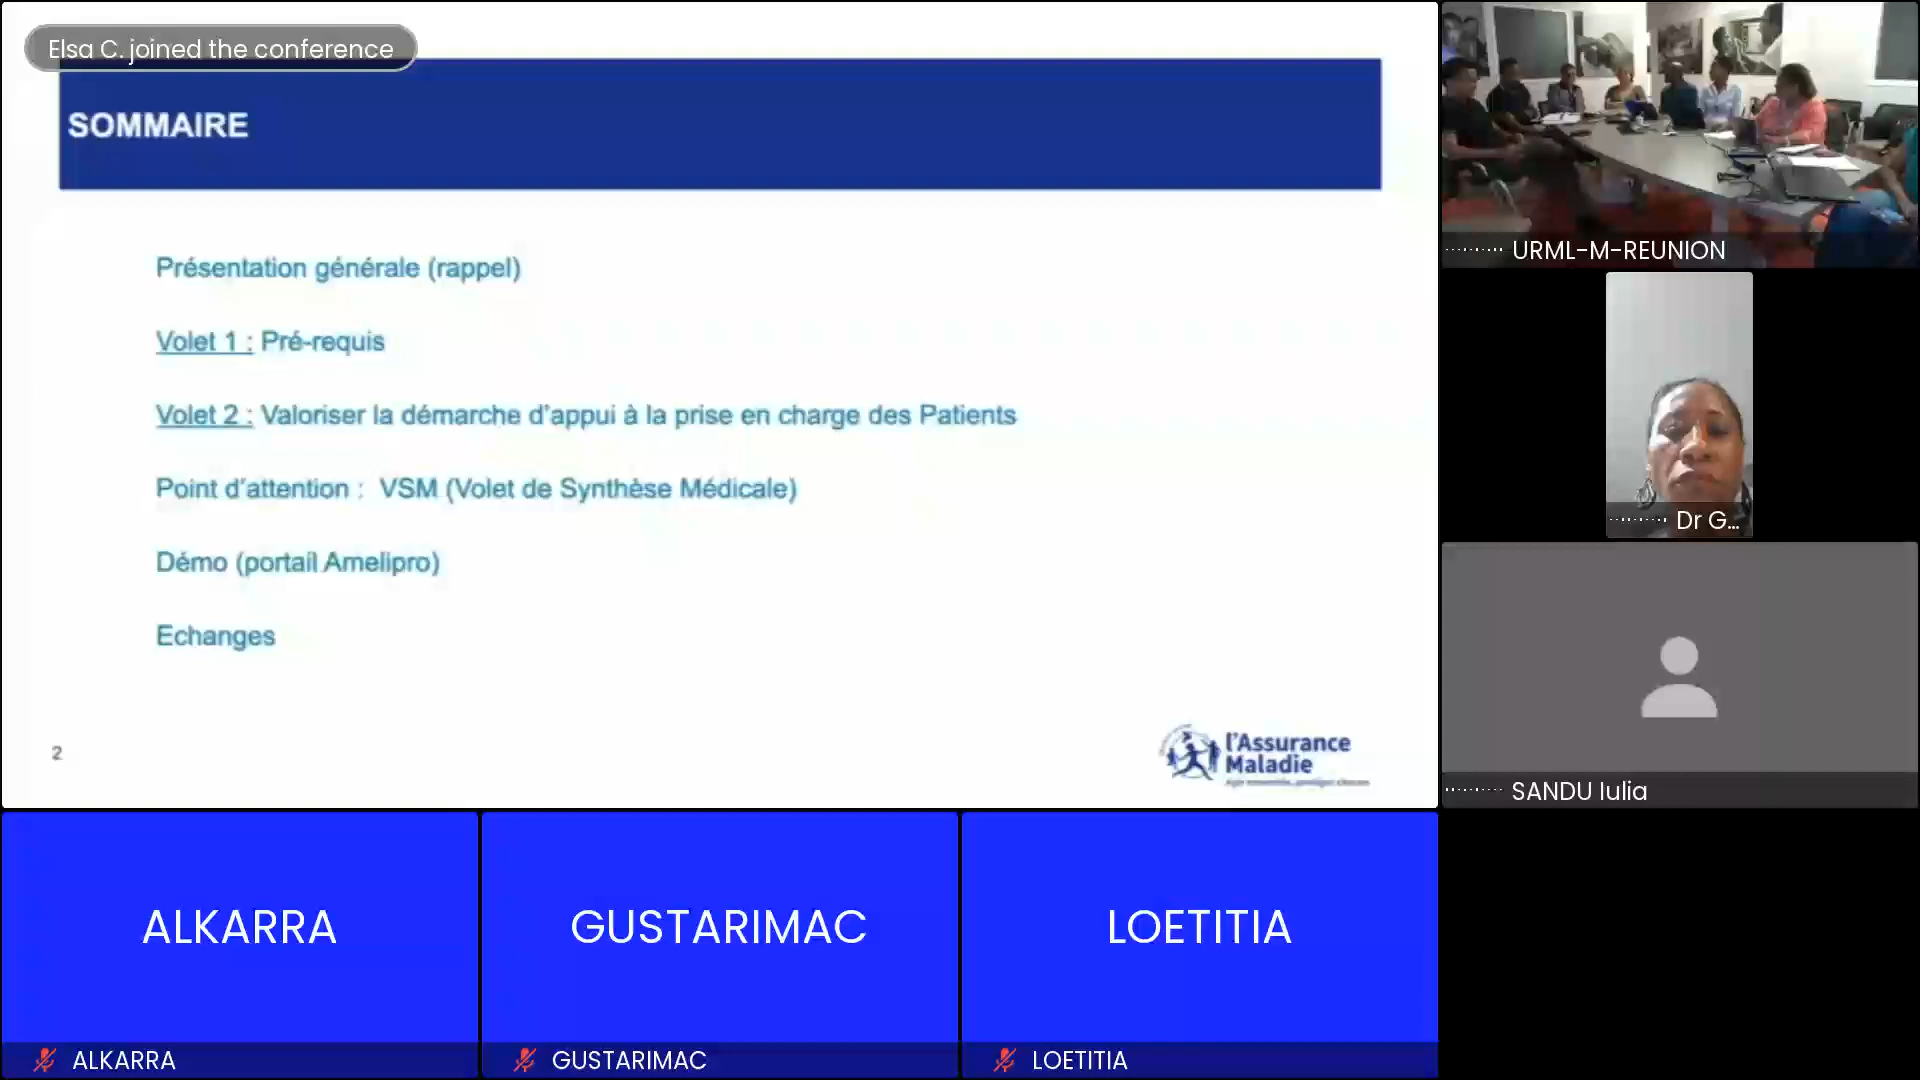 Elsa C. joined the conference
SOMMAIRE
Présentation générale (rappel)
Volet 1 : Pré-requis
Volet 2 : Valoriser la démarche d'appui à la prise en charge des Patients
Point d'attention : VSM (Volet de Synthèse Médicale)
Démo (portail Amelipro)
Echanges
2
l'Assurance
Maladie
URML-M-REUNION
Dr G...
SANDU Iulia
ALKARRA
GUSTARIMAC
LOETITIA
ALKARRA
GUSTARIMAC
LOETITIA